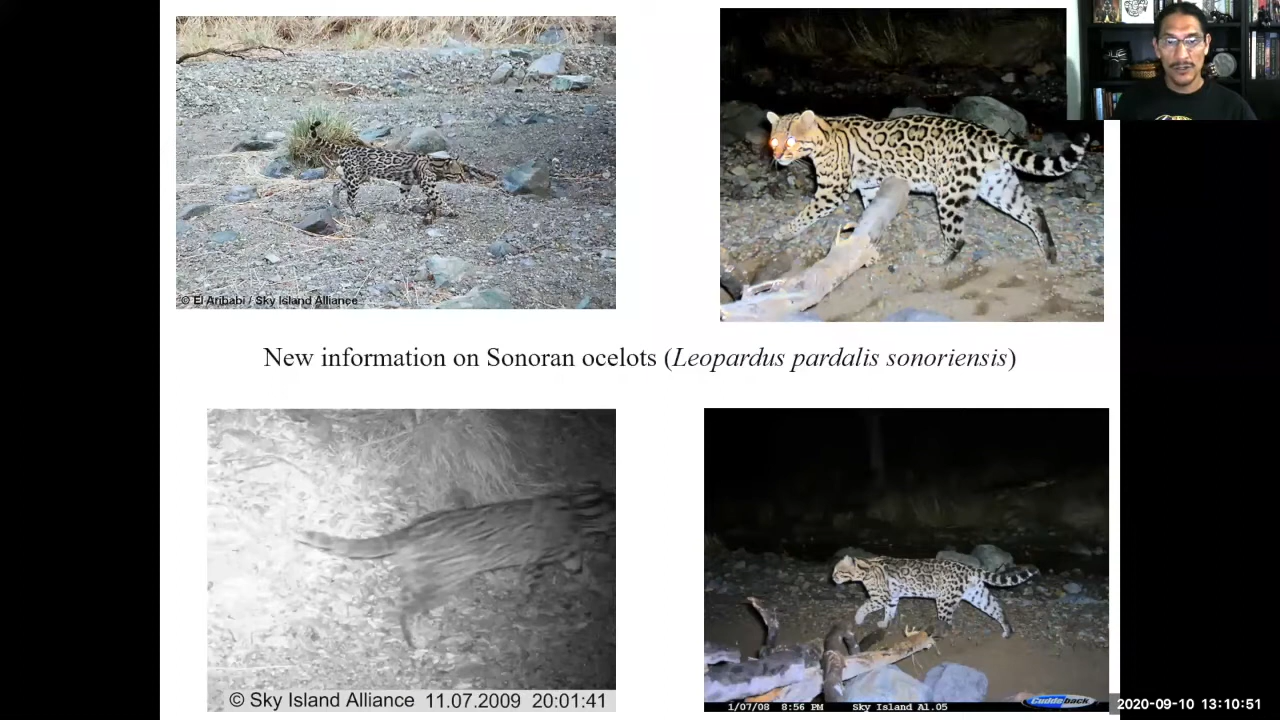 © El Aribabi / Sky Island Alliance
New information on Sonoran ocelots (Leopardus pardalis sonoriensis)
© Sky Island Alliance 11.07.2009 20:01:41
1/07/08 8:56 PM Sky Island A1.05
Cuddeback
2020-09-10 13:10:51